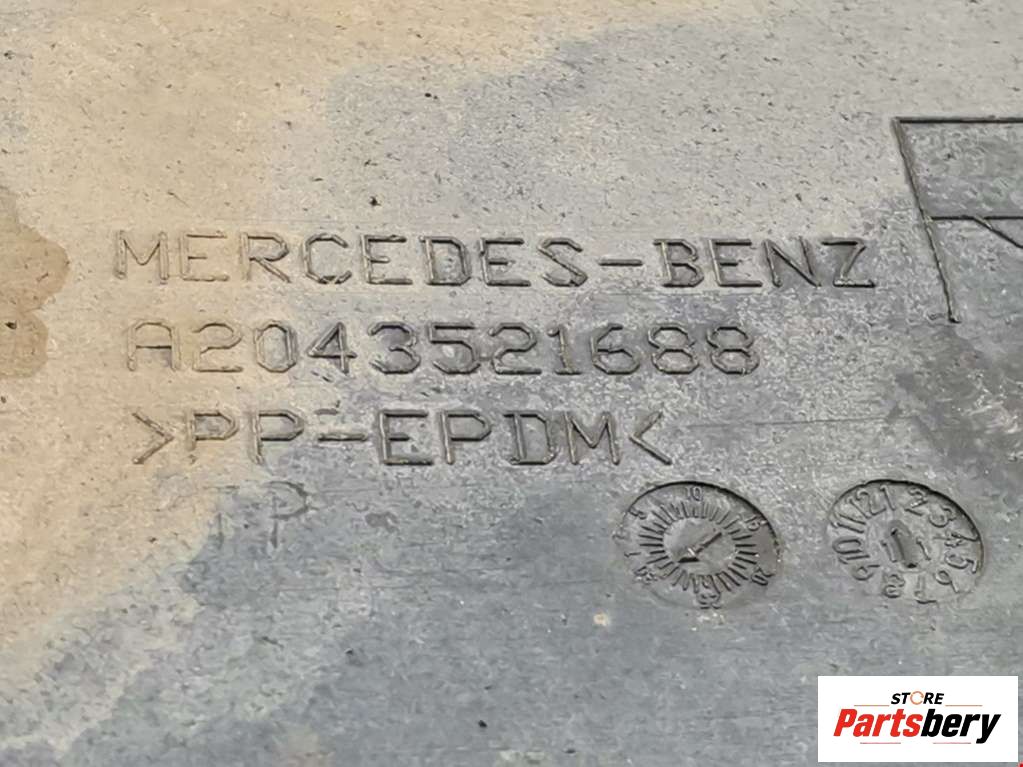 MERCEDES-BENZ
A2043521688
>PP-EPDM<
STORE
Partsbery